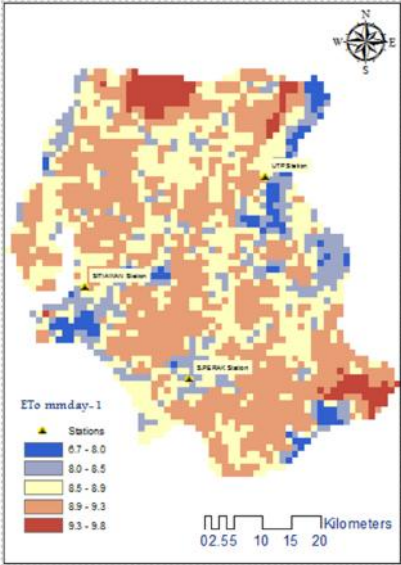 N
W E
S
UTP Station
SITIAWAN Station
S.PERAK Station
ETo mmday-1
Stations
6.7 - 8.0
8.0 - 8.5
8.5 - 8.9
8.9 - 9.3
9.3 - 9.8
Kilometers
02.55 10 15 20